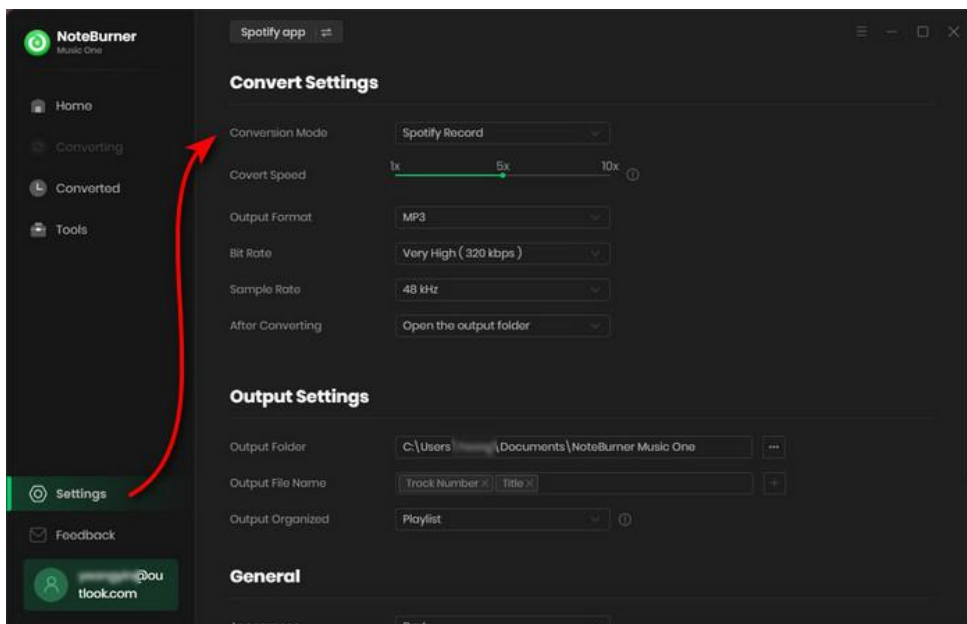 NoteBurner
Music One
Home
Converting
Converted
Tools
Settings
Feedback
@ou
tlook.com
Spotify app
Convert Settings
Conversion Mode Spotify Record
1x 5x 10x
Covert Speed
Output Format MP3
Bit Rate Very High ( 320 kbps )
Sample Rate 48 kHz
After Converting Open the output folder
Output Settings
Output Folder C:\Users \Documents\NoteBurner Music One ...
Output File Name Track Number × Title × +
Output Organized Playlist
General